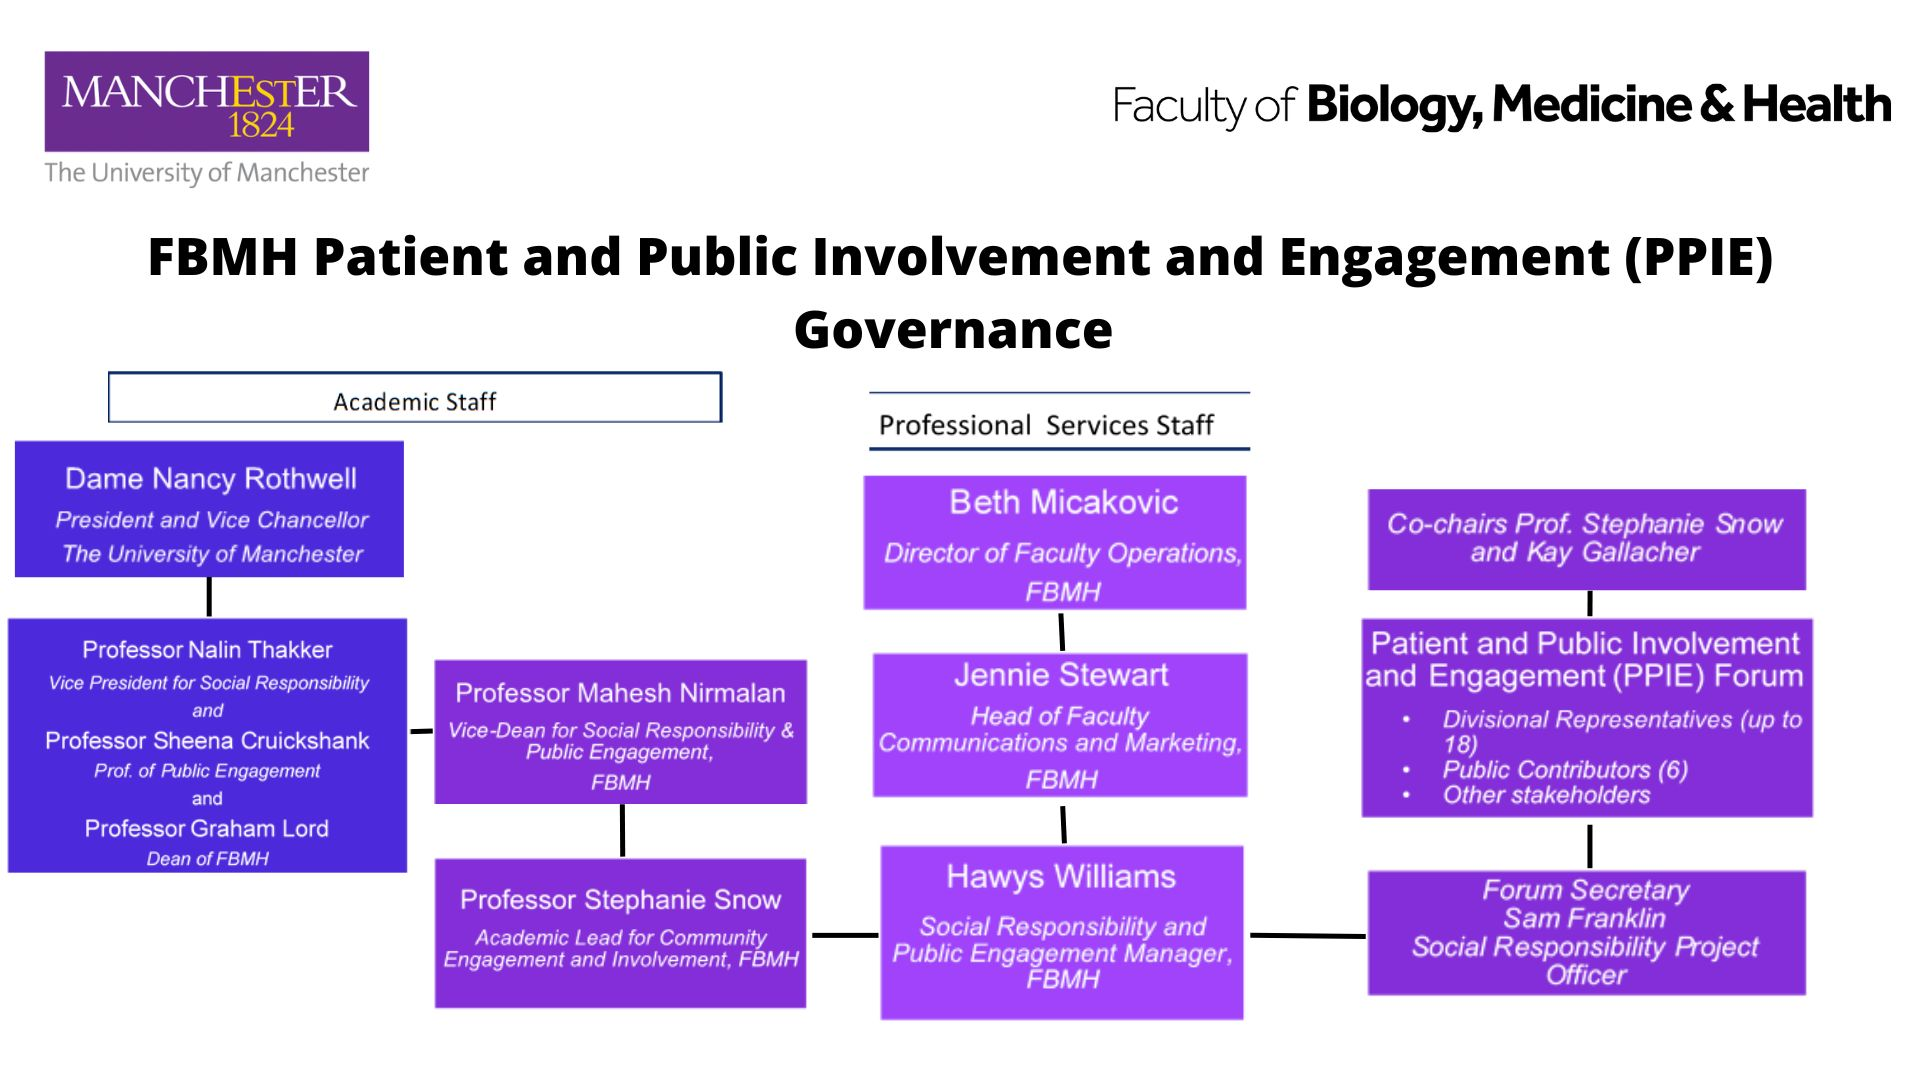 MANCHESTER
1824
The University of Manchester
Faculty of Biology, Medicine & Health
FBMH Patient and Public Involvement and Engagement (PPIE)
Governance
Academic Staff
Dame Nancy Rothwell
President and Vice Chancellor
The University of Manchester
Professor Nalin Thakker
Vice President for Social Responsibility
and
Professor Sheena Cruickshank
Prof. of Public Engagement
and
Professor Graham Lord
Dean of FBMH
Professor Mahesh Nirmalan
Vice-Dean for Social Responsibility &
Public Engagement,
FBMH
Professor Stephanie Snow
Academic Lead for Community
Engagement and Involvement, FBMH
Professional Services Staff
Beth Micakovic
Director of Faculty Operations,
FBMH
Jennie Stewart
Head of Faculty
Communications and Marketing,
FBMH
Hawys Williams
Social Responsibility and
Public Engagement Manager,
FBMH
Co-chairs Prof. Stephanie Snow
and Kay Gallacher
Patient and Public Involvement
and Engagement (PPIE) Forum
• Divisional Representatives (up to
18)
• Public Contributors (6)
• Other stakeholders
Forum Secretary
Sam Franklin
Social Responsibility Project
Officer